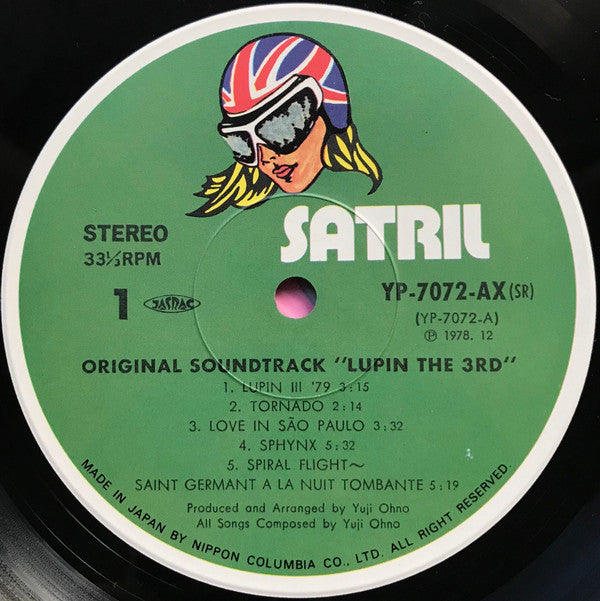 SATRIL
STEREO
33⅓RPM
1 JASRAC
YP-7072-AX(SR)
(YP-7072-A)
Ⓟ 1978. 12
ORIGINAL SOUNDTRACK "LUPIN THE 3RD"
1. LUPIN III '79 3:15
2. TORNADO 2:14
3. LOVE IN SÃO PAULO 3:32
4. SPHYNX 5:32
5. SPIRAL FLIGHT~
SAINT GERMANT A LA NUIT TOMBANTE 5:19
Produced and Arranged by Yuji Ohno
All Songs Composed by Yuji Ohno
MADE IN JAPAN BY NIPPON COLUMBIA CO., LTD. ALL RIGHT RESERVED.